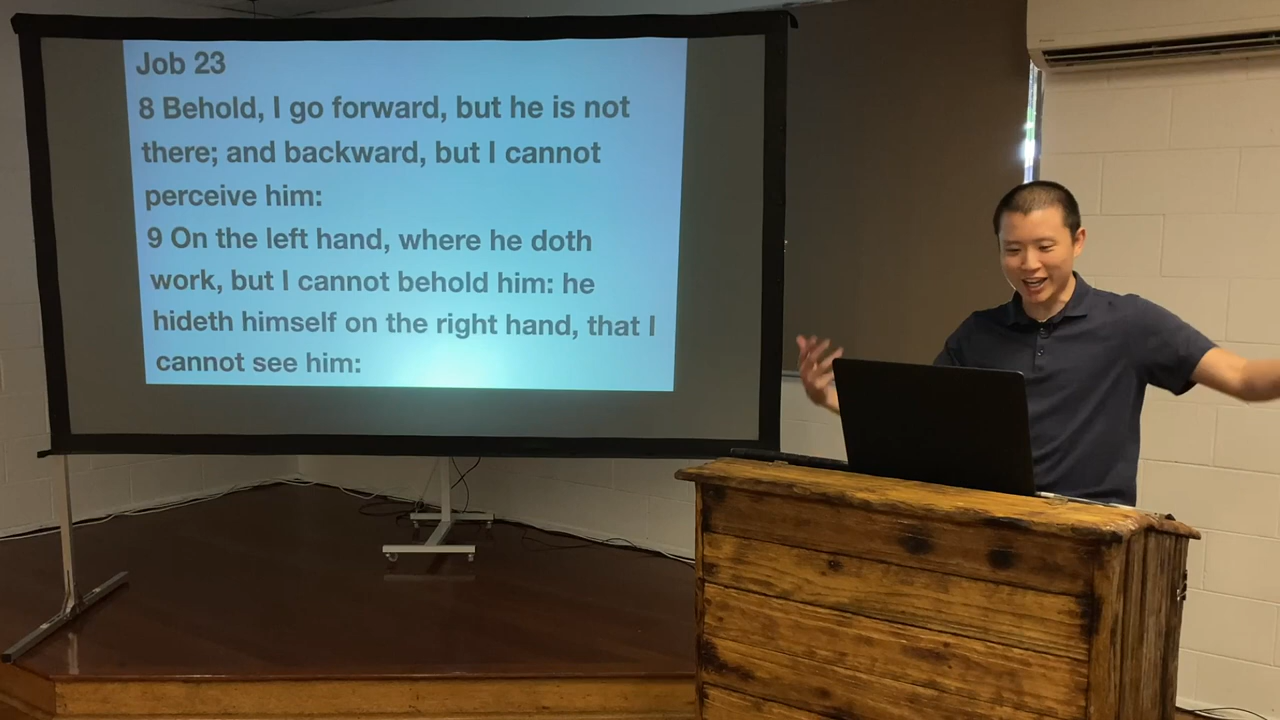 Job 23
8 Behold, I go forward, but he is not
there; and backward, but I cannot
perceive him:
9 On the left hand, where he doth
work, but I cannot behold him: he
hideth himself on the right hand, that I
cannot see him: